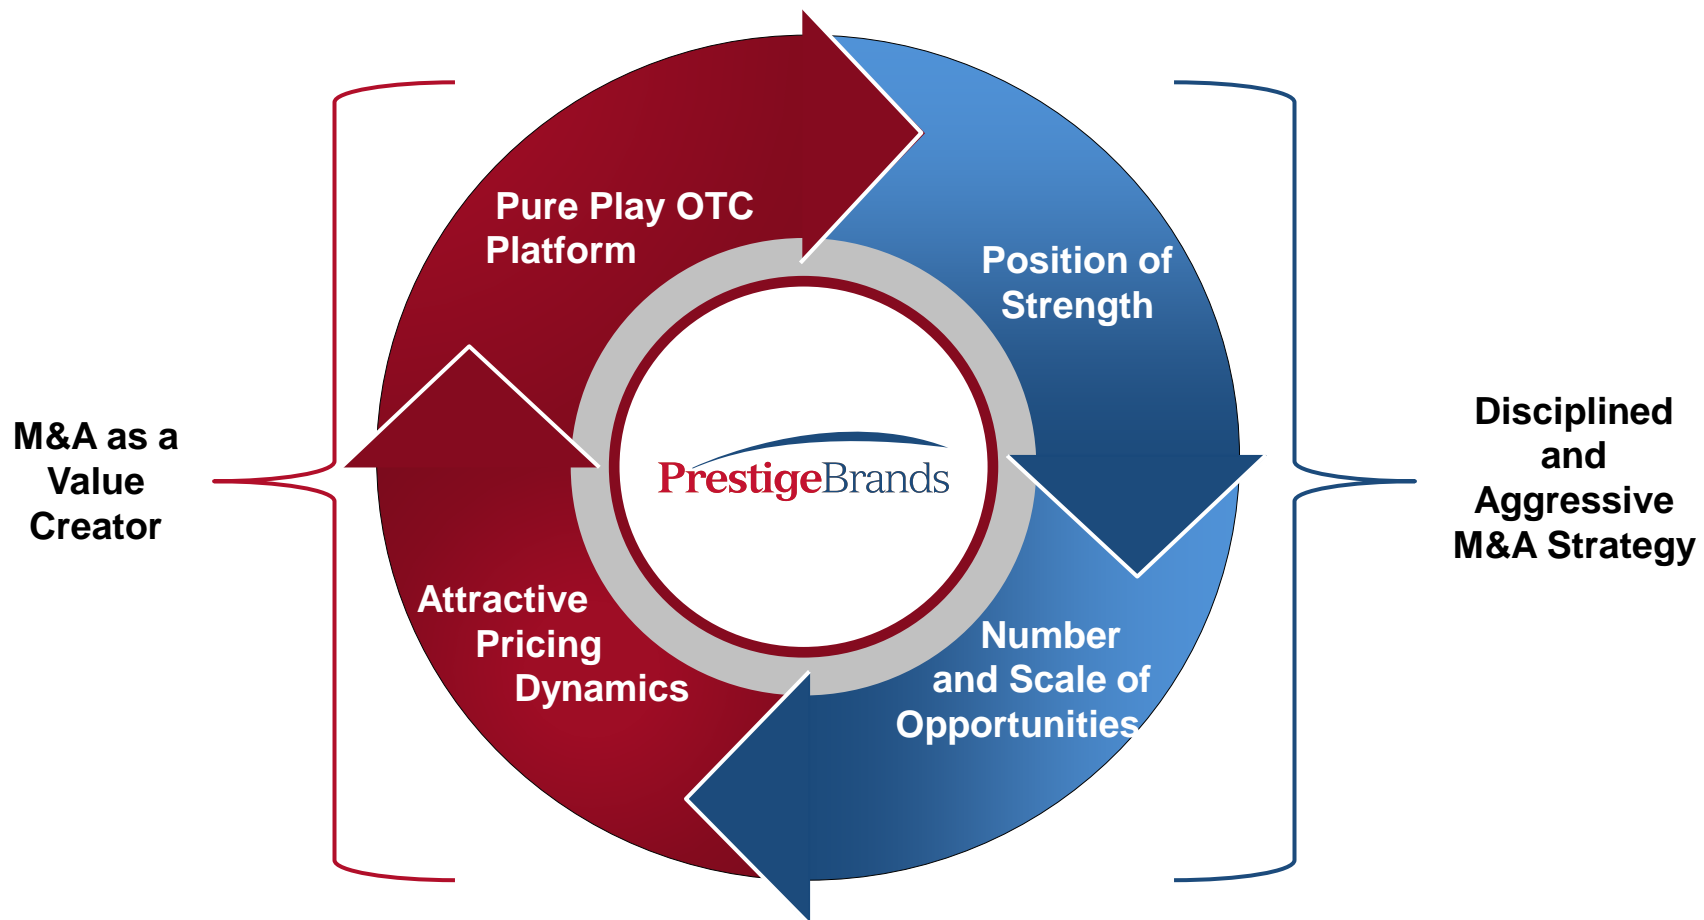 Pure Play OTC
Platform
Position of
Strength
M&A as a
Value
Creator
PrestigeBrands
Disciplined
and
Aggressive
M&A Strategy
Attractive
Pricing
Dynamics
Number
and Scale of
Opportunities